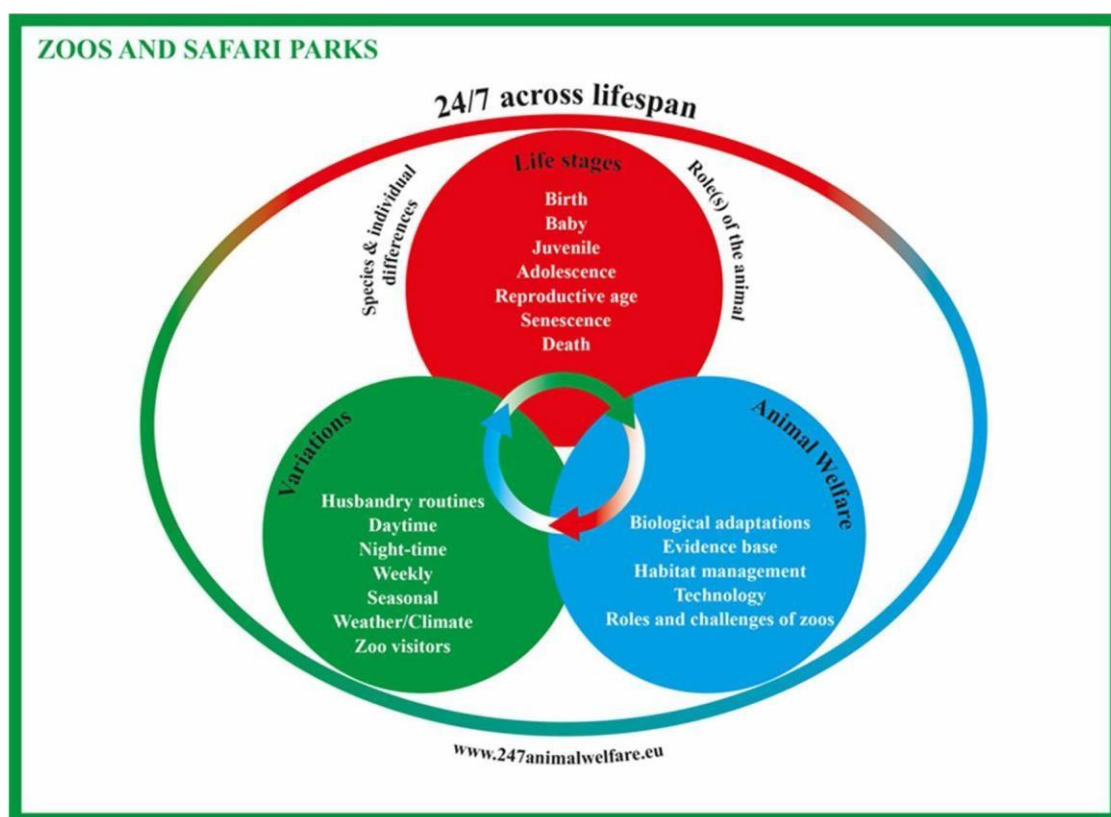 ZOOS AND SAFARI PARKS
24/7 across lifespan
Species & individual
differences
Role(s) of the animal
Life stages
Birth
Baby
Juvenile
Adolescence
Reproductive age
Senescence
Death
Variations
Husbandry routines
Daytime
Night-time
Weekly
Seasonal
Weather/Climate
Zoo visitors
Animal Welfare
Biological adaptations
Evidence base
Habitat management
Technology
Roles and challenges of zoos
www.247animalwelfare.eu